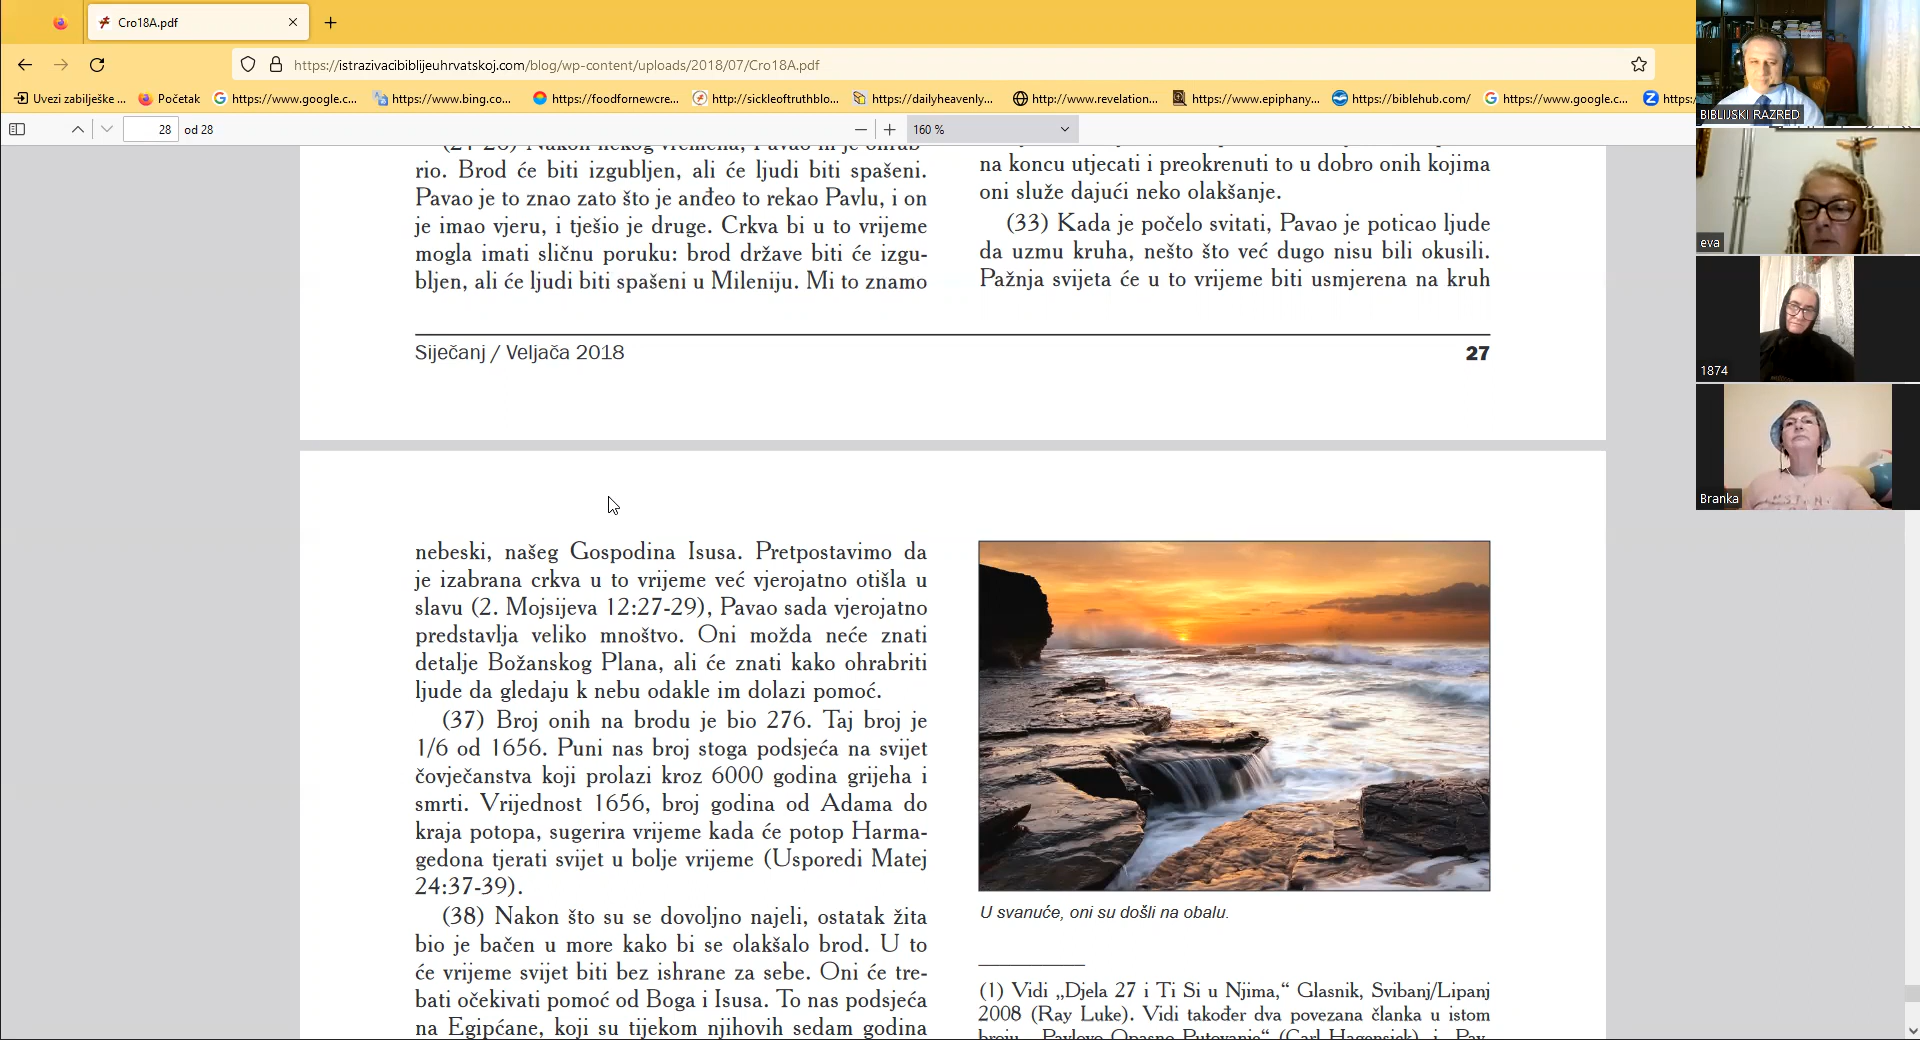 Cro18A.pdf
https://istrazivacibiblijeuhrvatskoj.com/blog/wp-content/uploads/2018/07/Cro18A.pdf
Uvezi zabilješke ...
Početak
https://www.google.c...
https://www.bing.co...
https://foodfornewcre...
http://sickleoftruthblo...
https://dailyheavenly...
http://www.revelation...
https://www.epiphany...
https://biblehub.com/
https://www.google.c...
https:
28
od 28
160 %
rio. Brod će biti izgubljen, ali će ljudi biti spašeni.
Pavao je to znao zato što je anđeo to rekao Pavlu, i on
je imao vjeru, i tješio je druge. Crkva bi u to vrijeme
mogla imati sličnu poruku: brod države biti će izgu-
bljen, ali će ljudi biti spašeni u Mileniju. Mi to znamo
na koncu utjecati i preokrenuti to u dobro onih kojima
oni služe dajući neko olakšanje.
(33) Kada je počelo svitati, Pavao je poticao ljude
da uzmu kruha, nešto što već dugo nisu bili okusili.
Pažnja svijeta će u to vrijeme biti usmjerena na kruh
Siječanj / Veljača 2018
27
nebeski, našeg Gospodina Isusa. Pretpostavimo da
je izabrana crkva u to vrijeme već vjerojatno otišla u
slavu (2. Mojsijeva 12:27-29), Pavao sada vjerojatno
predstavlja veliko mnoštvo. Oni možda neće znati
detalje Božanskog Plana, ali će znati kako ohrabriti
ljude da gledaju k nebu odakle im dolazi pomoć.
(37) Broj onih na brodu je bio 276. Taj broj je
1/6 od 1656. Puni nas broj stoga podsjeća na svijet
čovječanstva koji prolazi kroz 6000 godina grijeha i
smrti. Vrijednost 1656, broj godina od Adama do
kraja potopa, sugerira vrijeme kada će potop Harma-
gedona tjerati svijet u bolje vrijeme (Usporedi Matej
24:37-39).
(38) Nakon što su se dovoljno najeli, ostatak žita
bio je bačen u more kako bi se olakšalo brod. U to
će vrijeme svijet biti bez ishrane za sebe. Oni će tre-
bati očekivati pomoć od Boga i Isusa. To nas podsjeća
na Egipćane, koji su tijekom njihovih sedam godina
U svanuće, oni su došli na obalu.
(1) Vidi „Djela 27 i Ti Si u Njima,“ Glasnik, Svibanj/Lipanj
2008 (Ray Luke). Vidi također dva povezana članka u istom
BIBLIJSKI RAZRED
eva
1874
Branka